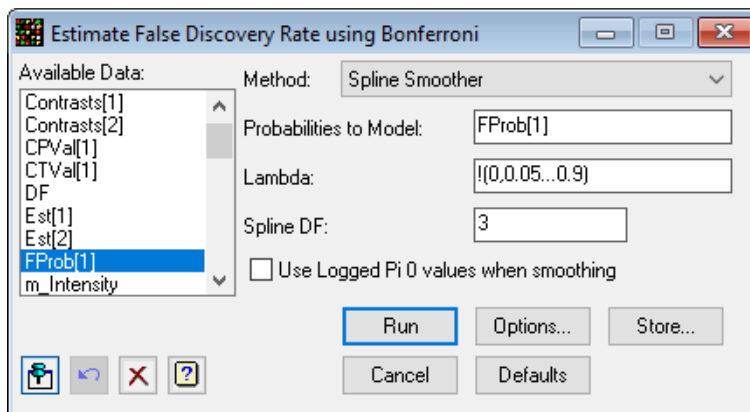 Estimate False Discovery Rate using Bonferroni
Available Data:
Contrasts[1]
Contrasts[2]
CPVal[1]
CTVal[1]
DF
Est[1]
Est[2]
FProb[1]
m_Intensity
Method: Spline Smoother
Probabilities to Model: FProb[1]
Lambda: !(0,0.05...0.9)
Spline DF: 3
Use Logged Pi 0 values when smoothing
Run Options... Store...
Cancel Defaults